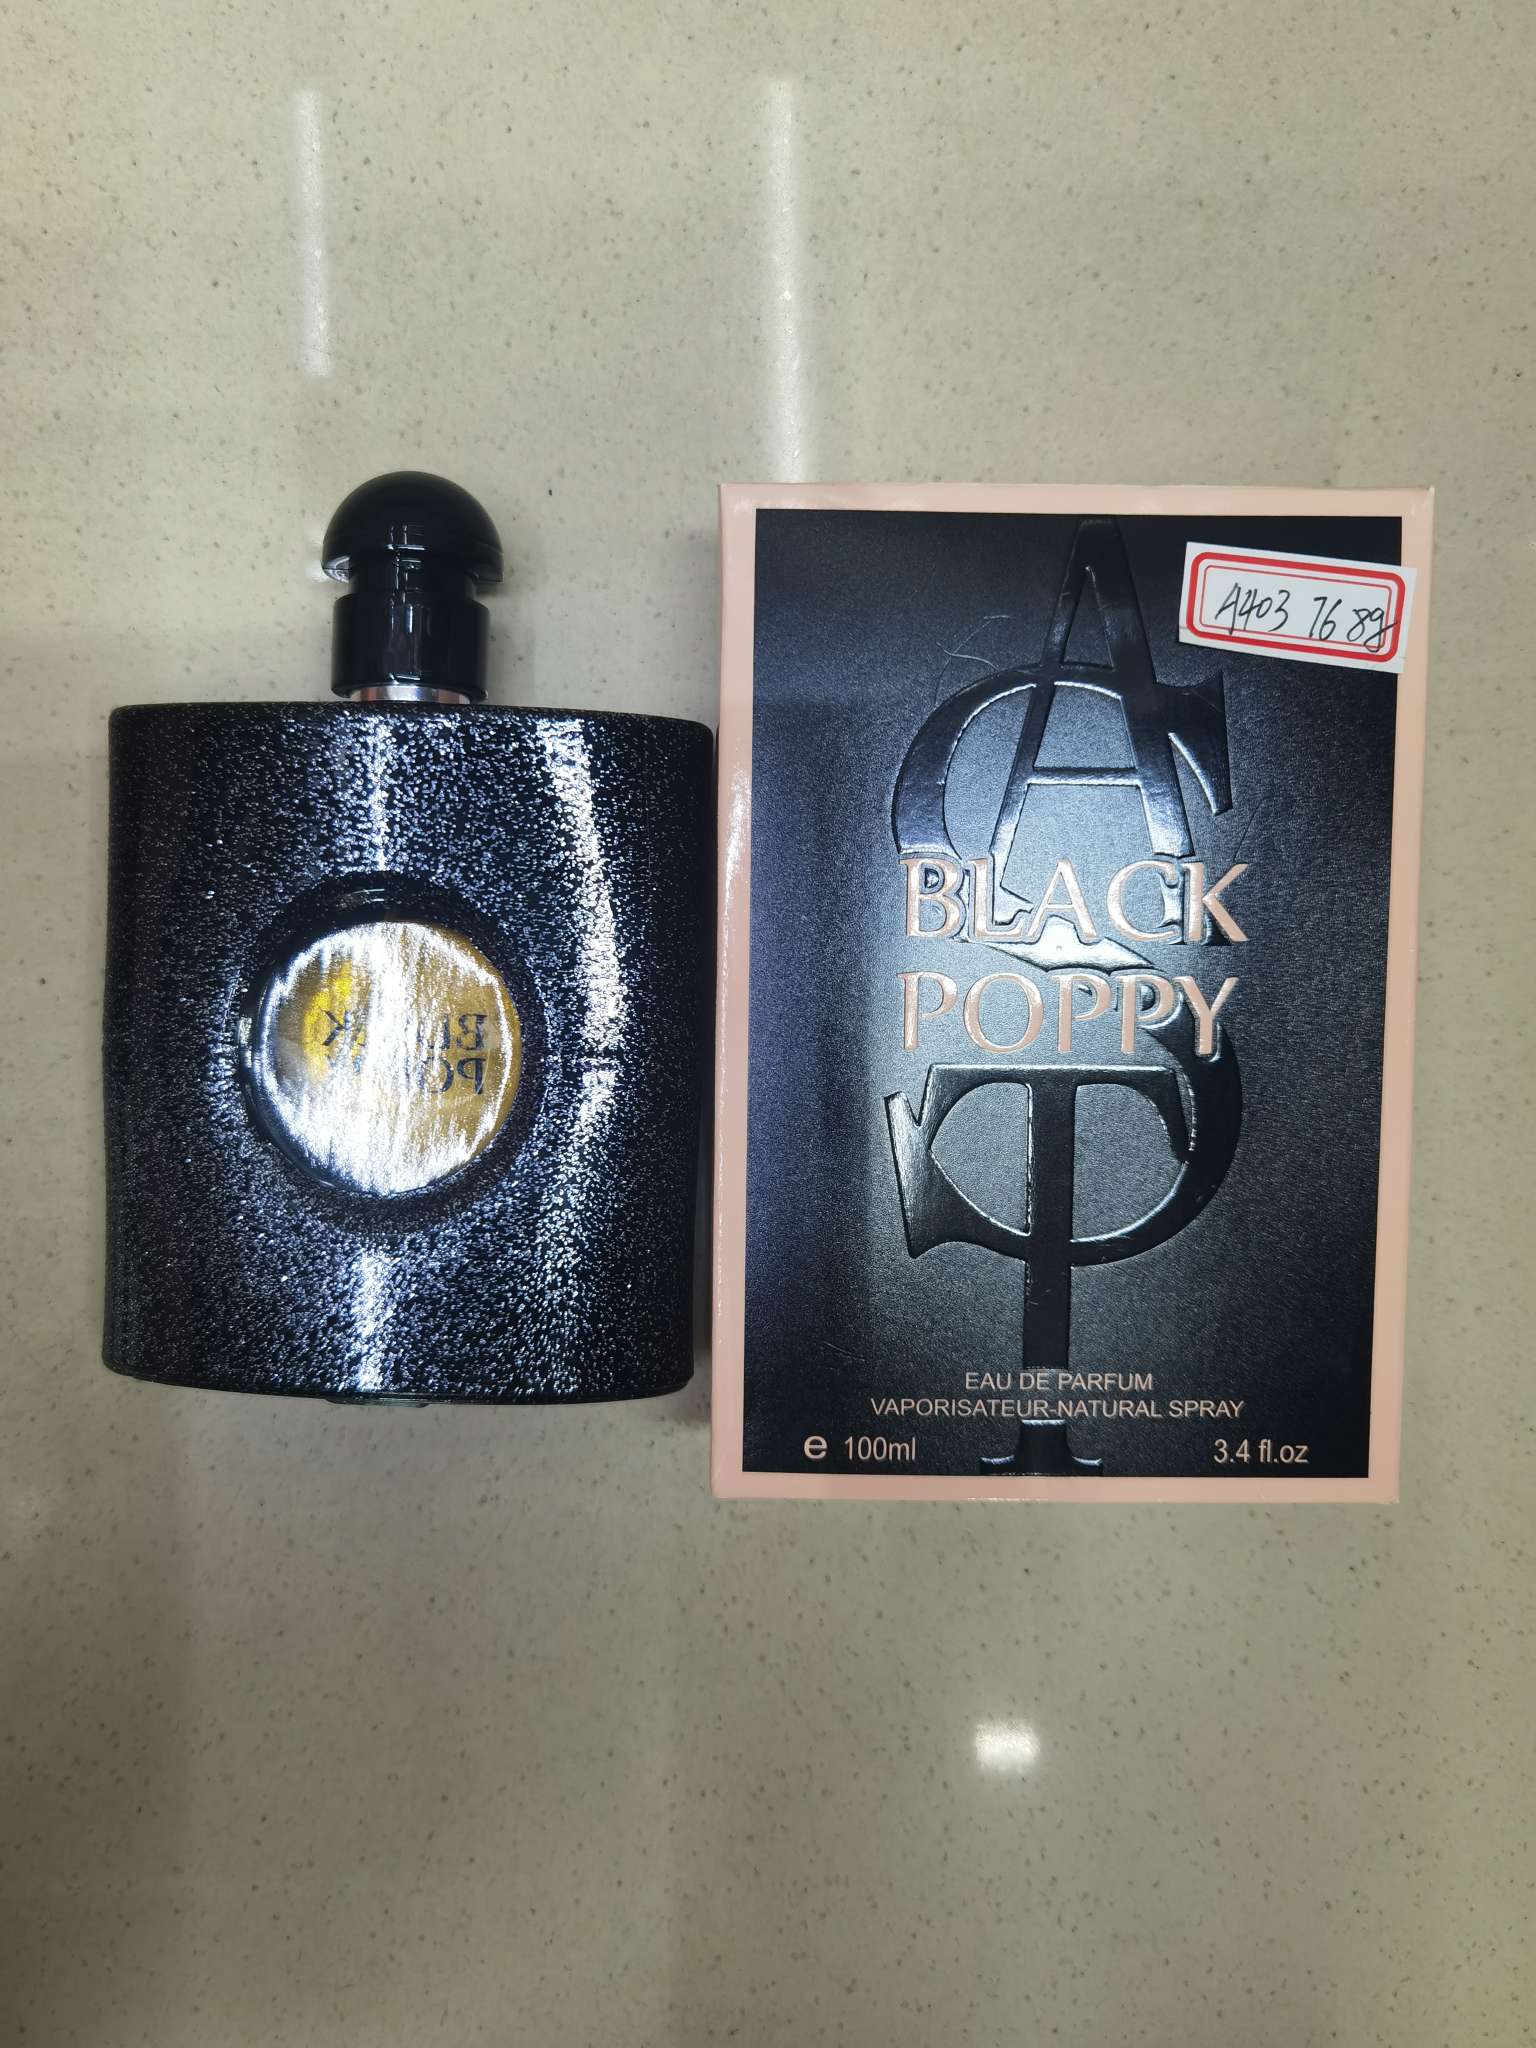 A403 76 8g
BLACK
POPPY
EAU DE PARFUM
VAPORISATEUR-NATURAL SPRAY
e 100ml 3.4 fl.oz